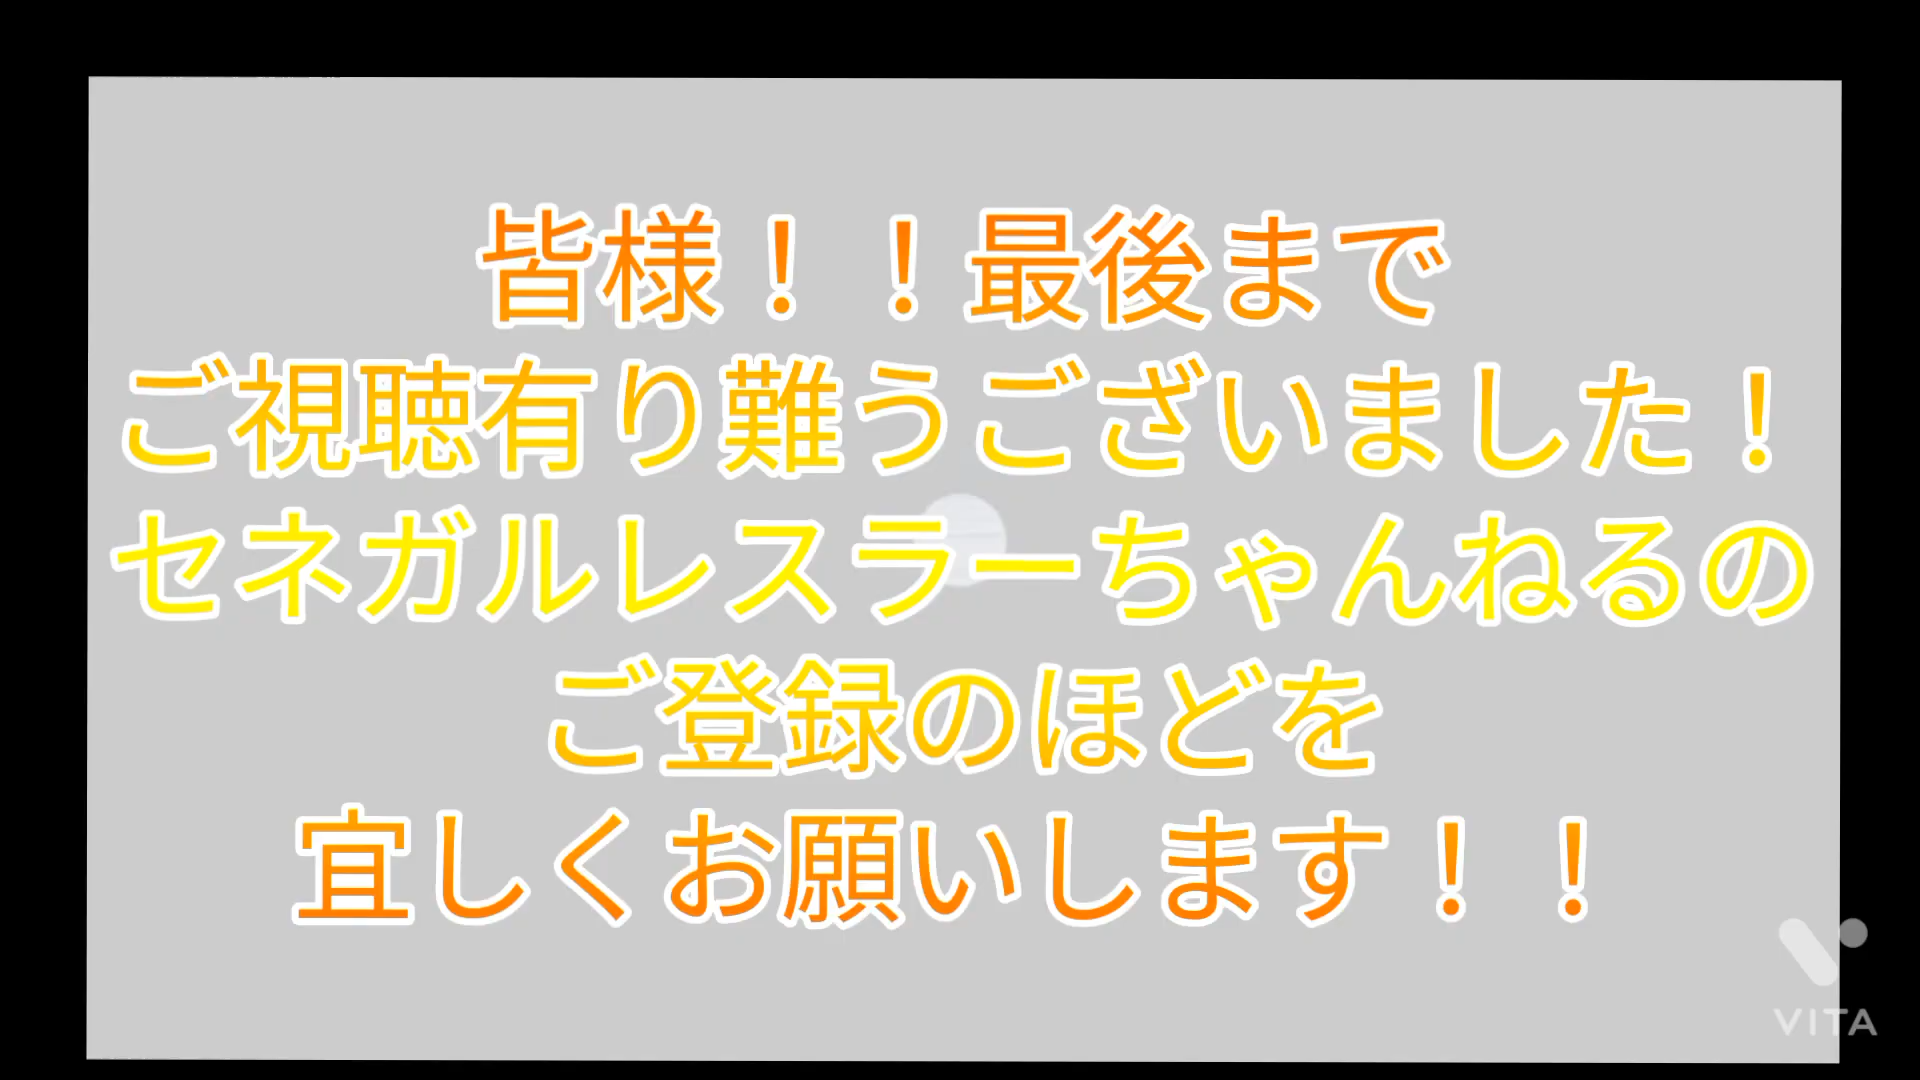 皆様！！最後まで
ご視聴有り難うございました！
セネガルレスラーちゃんねるの
ご登録のほどを
宜しくお願いします！！
VITA